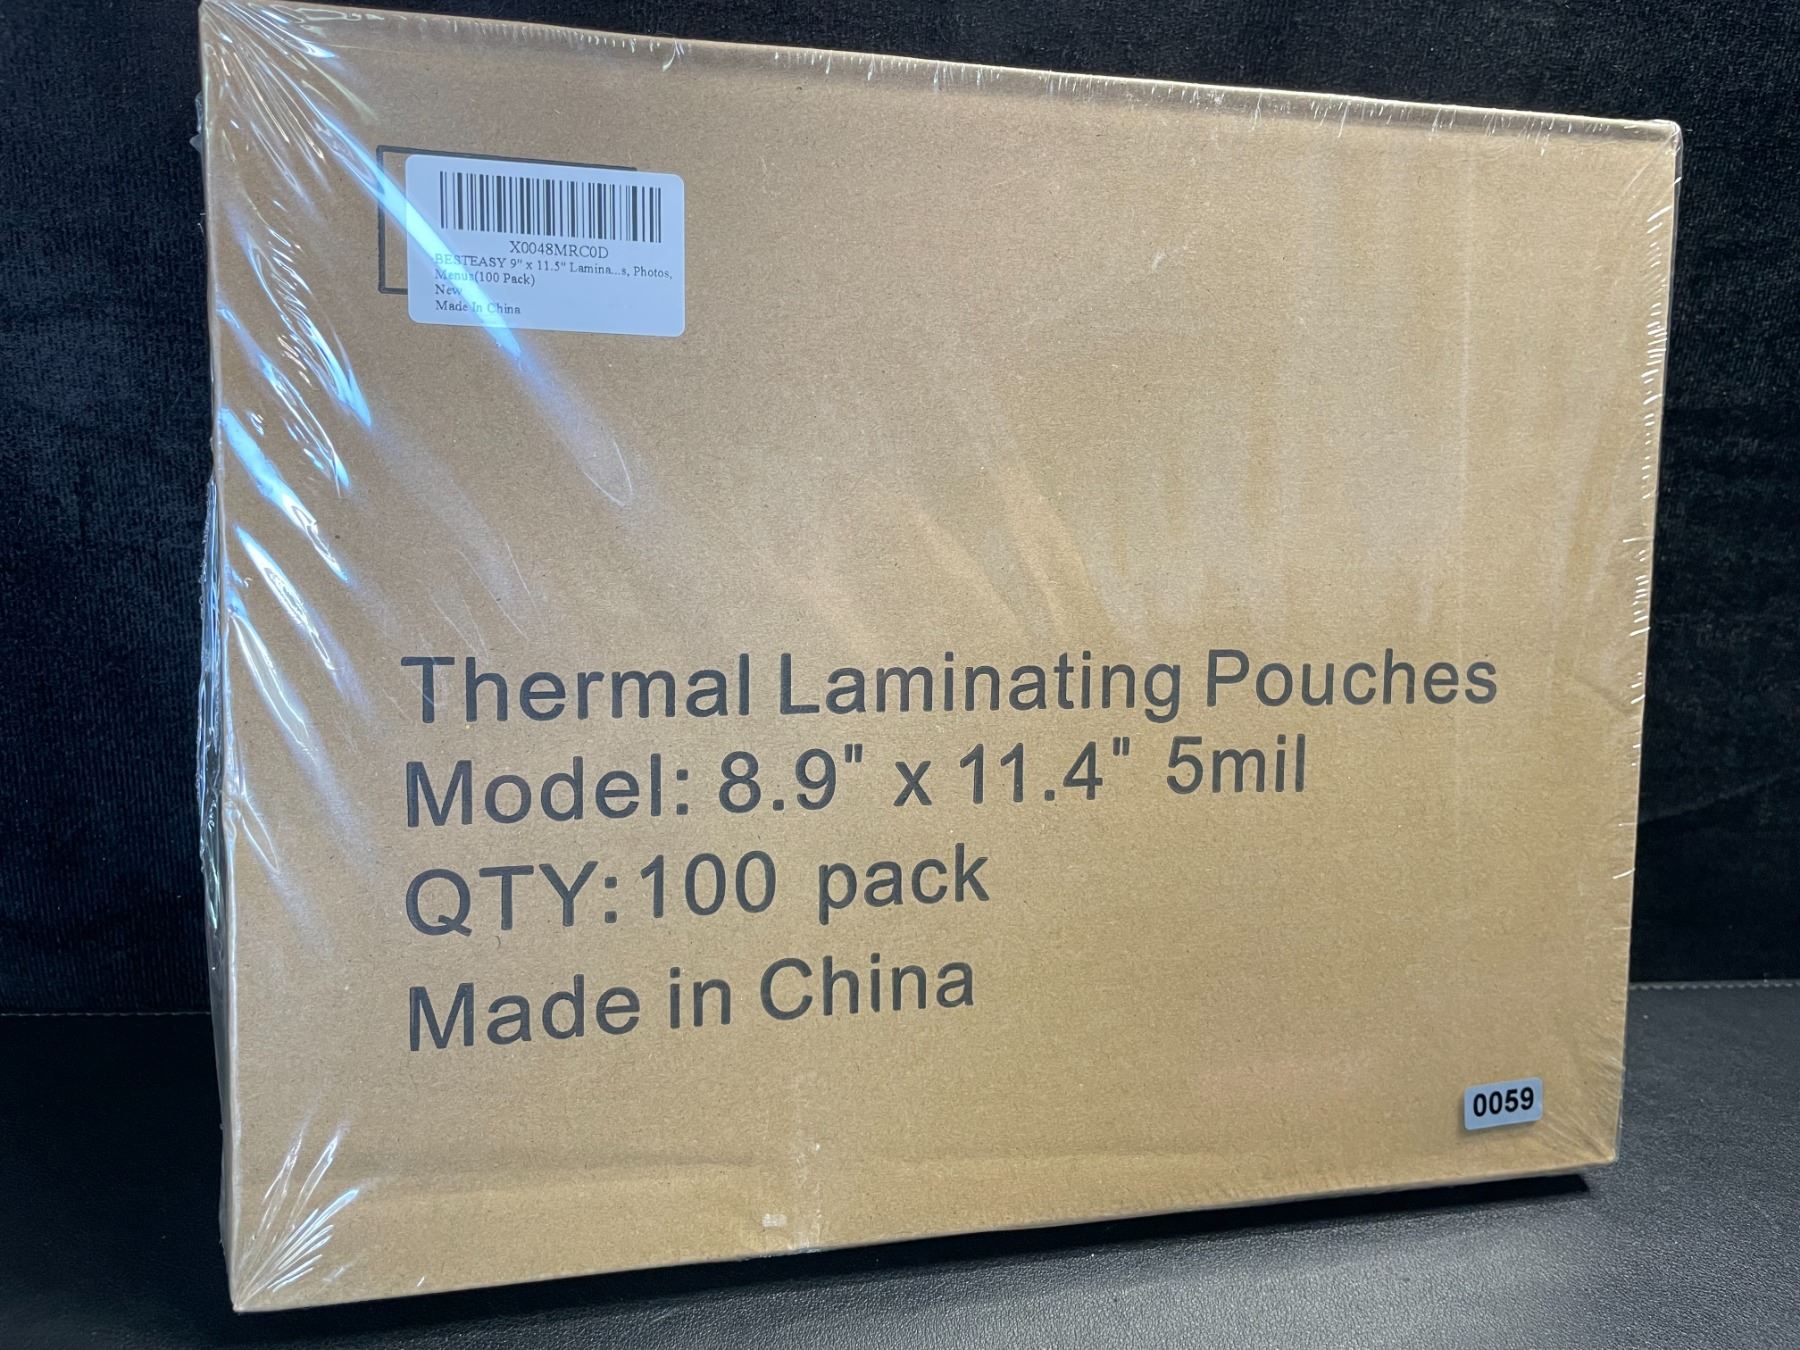 X0048MRC0D
BESTEASY 9" x 11.5" Lamina...s, Photos,
Menus(100 Pack)
New
Made In China
Thermal Laminating Pouches
Model: 8.9" x 11.4" 5mil
QTY:100 pack
Made in China
0059